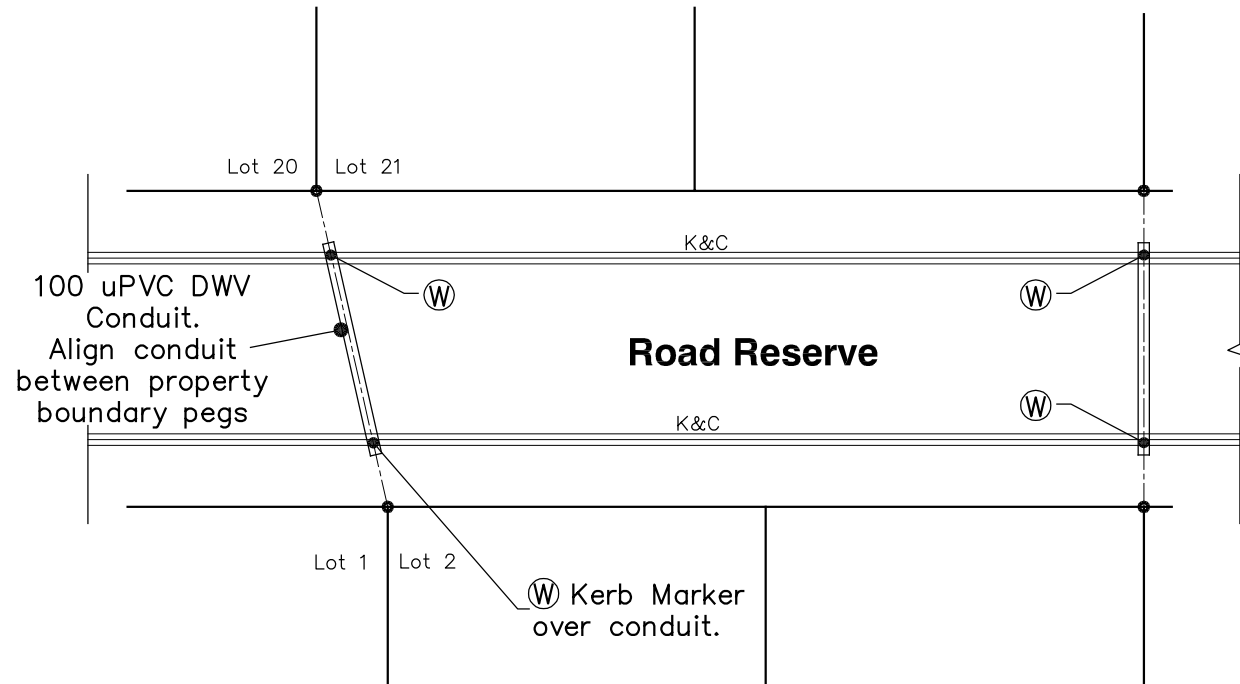 Lot 20 Lot 21
K&C
100 uPVC DWV
Conduit.
Align conduit
between property
boundary pegs
W
W
Road Reserve
W
K&C
Lot 1 Lot 2
W Kerb Marker
over conduit.